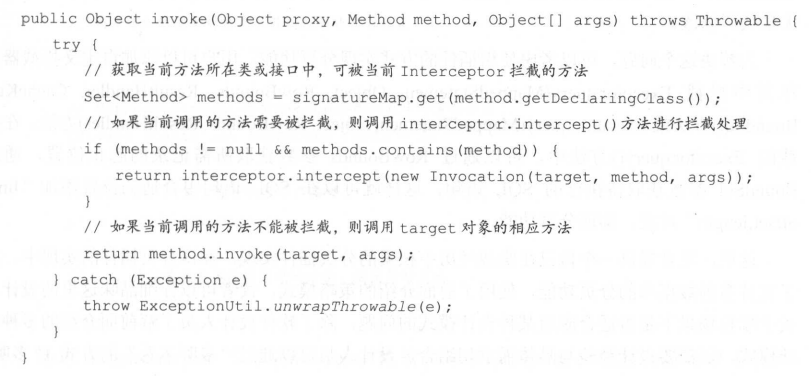 public Object invoke(Object proxy, Method method, Object[] args) throws Throwable {
try {
// 获取当前方法所在类或接口中，可被当前 Interceptor 拦截的方法
Set<Method> methods = signatureMap.get(method.getDeclaringClass());
// 如果当前调用的方法需要被拦截，则调用 interceptor.intercept()方法进行拦截处理
if (methods != null && methods.contains(method)) {
return interceptor.intercept(new Invocation(target, method, args));
}
// 如果当前调用的方法不能被拦截，则调用 target 对象的相应方法
return method.invoke(target, args);
} catch (Exception e) {
throw ExceptionUtil.unwrapThrowable(e);
}
}